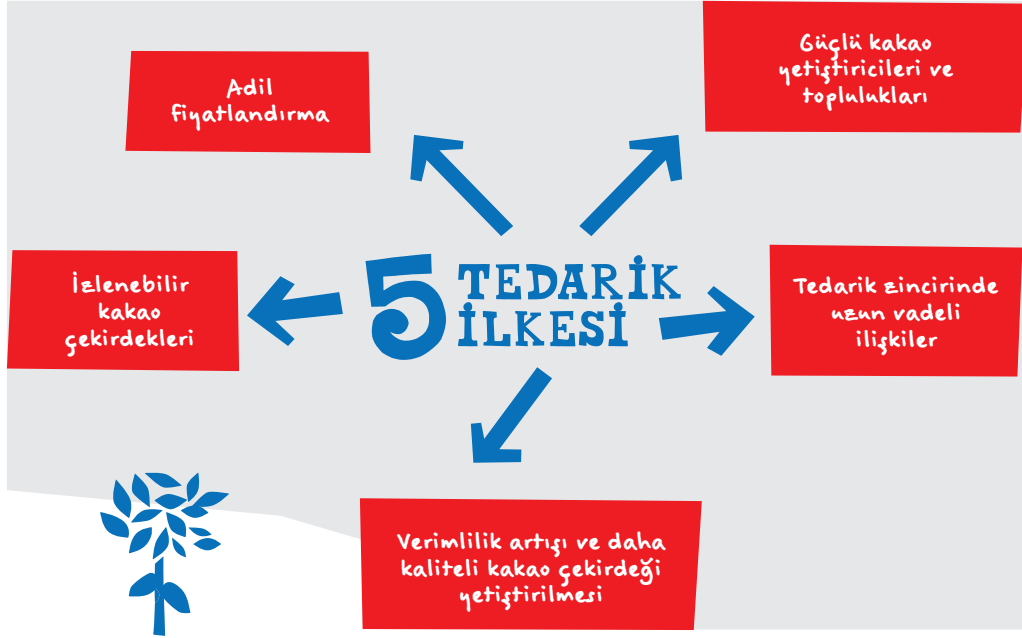 Adil
fiyatlandırma
Güçlü kakao
yetiştiricileri ve
toplulukları
İzlenebilir
kakao
çekirdekleri
5 TEDARİK
İLKESİ
Tedarik zincirinde
uzun vadeli
ilişkiler
Verimlilik artışı ve daha
kaliteli kakao çekirdeği
yetiştirilmesi